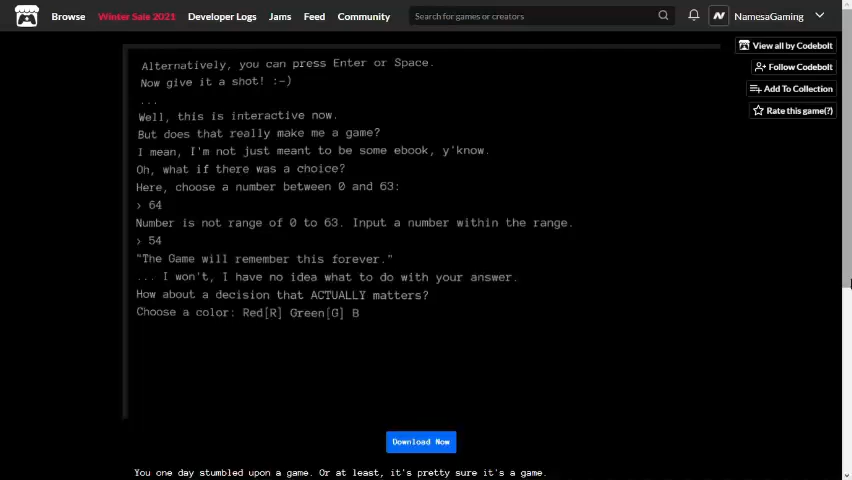 Browse Winter Sale 2021 Developer Logs Jams Feed Community Search for games or creators NamesaGaming
View all by Codebolt
Follow Codebolt
Add To Collection
Rate this game(?)
Alternatively, you can press Enter or Space.
Now give it a shot! :-)
...
Well, this is interactive now.
But does that really make me a game?
I mean, I'm not just meant to be some ebook, y'know.
Oh, what if there was a choice?
Here, choose a number between 0 and 63:
› 64
Number is not range of 0 to 63. Input a number within the range.
› 54
"The Game will remember this forever."
... I won't, I have no idea what to do with your answer.
How about a decision that ACTUALLY matters?
Choose a color: Red[R] Green[G] B
Download Now
You one day stumbled upon a game. Or at least, it's pretty sure it's a game.